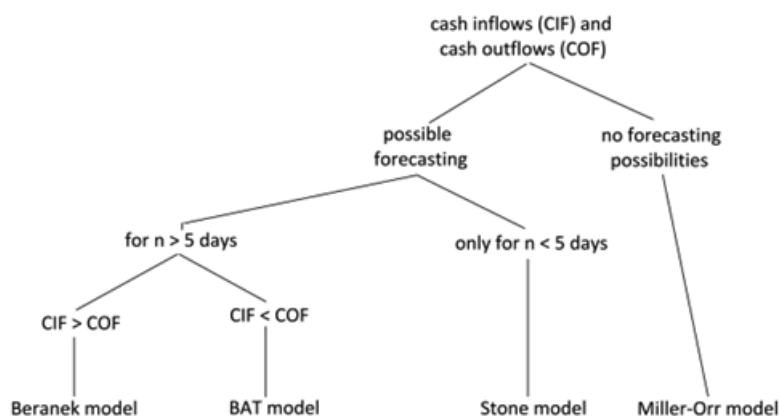 cash inflows (CIF) and
cash outflows (COF)
possible
forecasting
no forecasting
possibilities
for n > 5 days
only for n < 5 days
CIF > COF
CIF < COF
Beranek model
BAT model
Stone model
Miller-Orr model